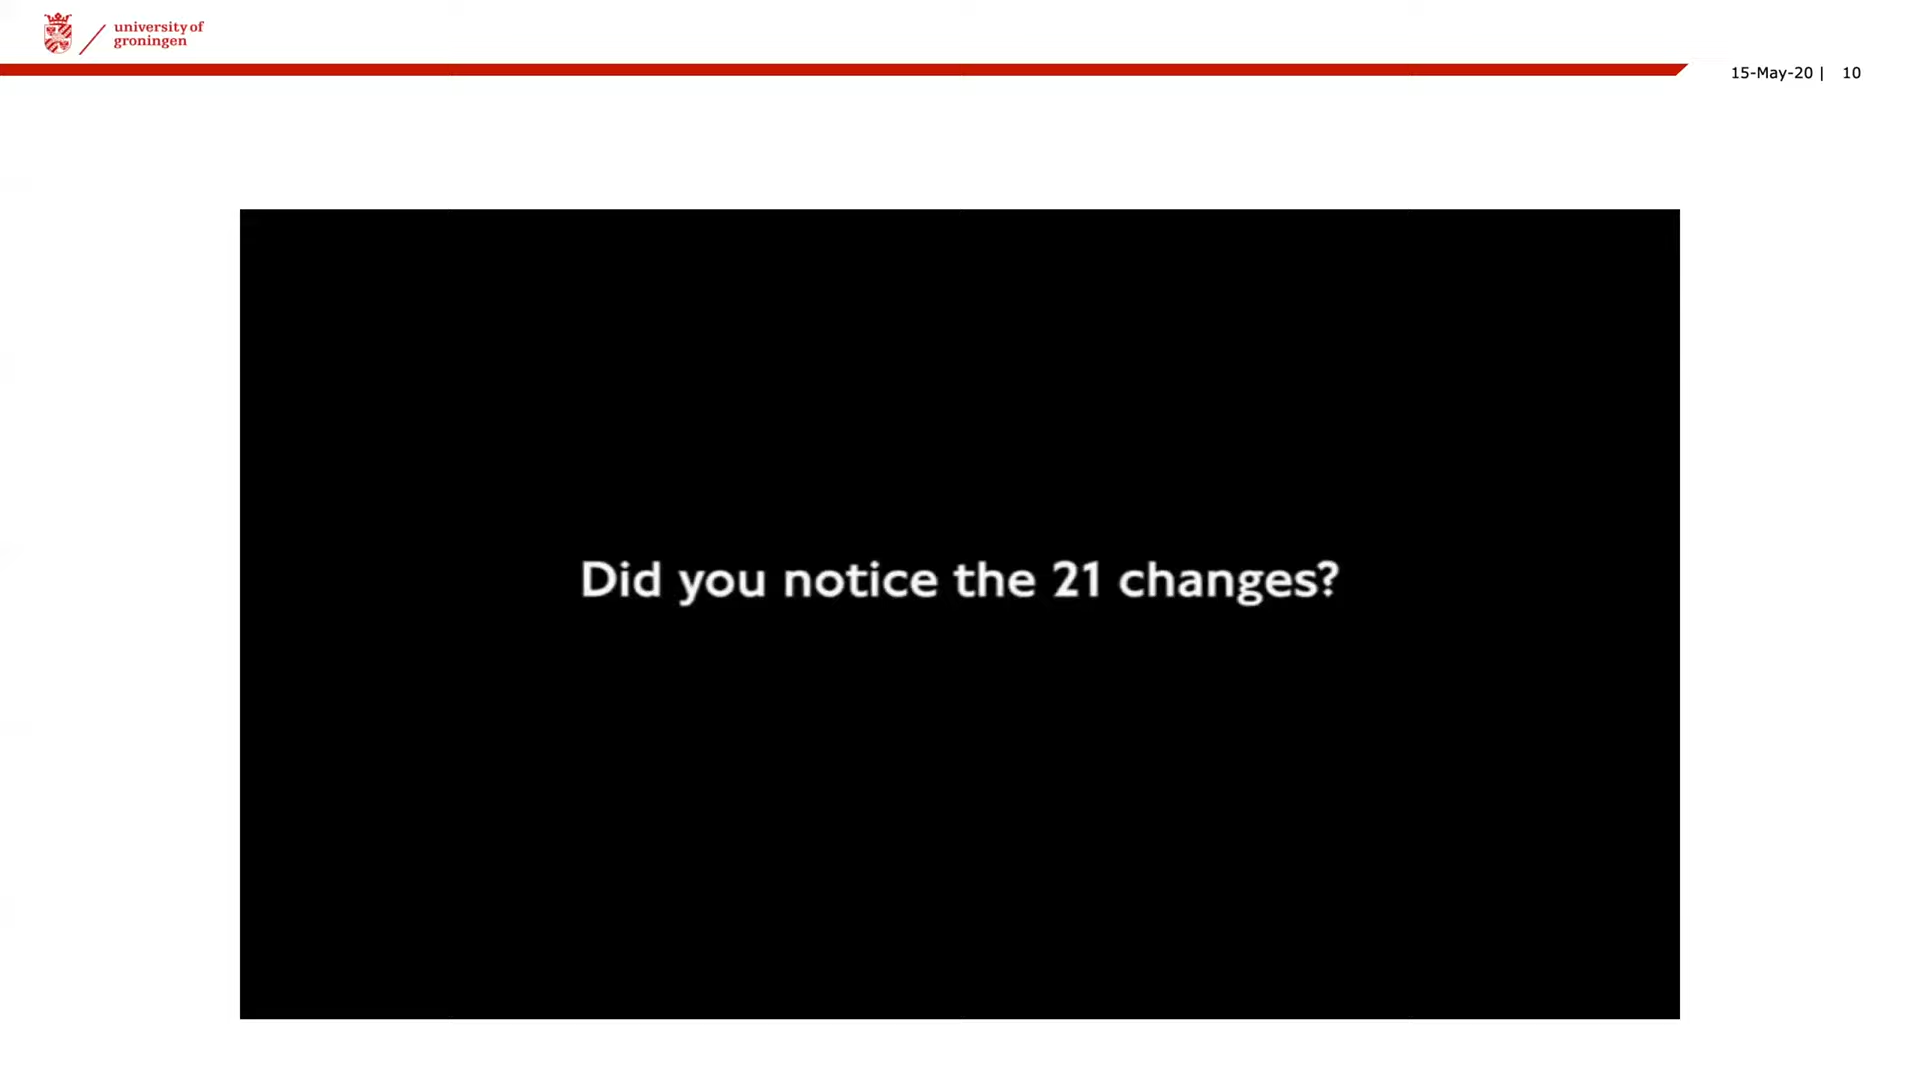 university of
groningen
15-May-20 | 10
Did you notice the 21 changes?